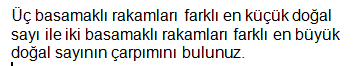 Üç basamaklı rakamları farklı en küçük doğal
sayı ile iki basamaklı rakamları farklı en büyük
doğal sayının çarpımını bulunuz.